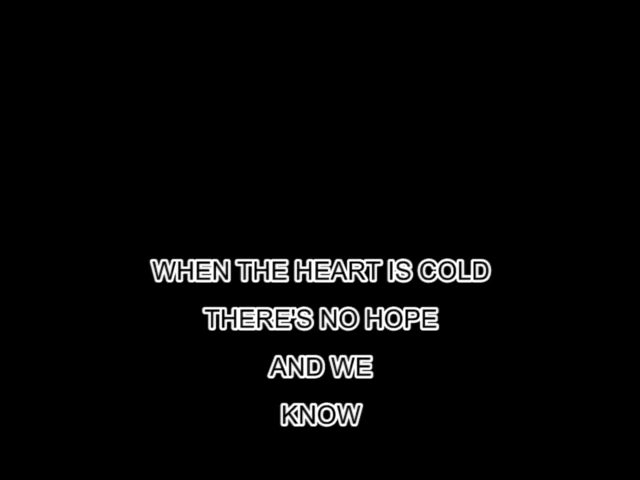 WHEN THE HEART IS COLD
THERE'S NO HOPE
AND WE
KNOW